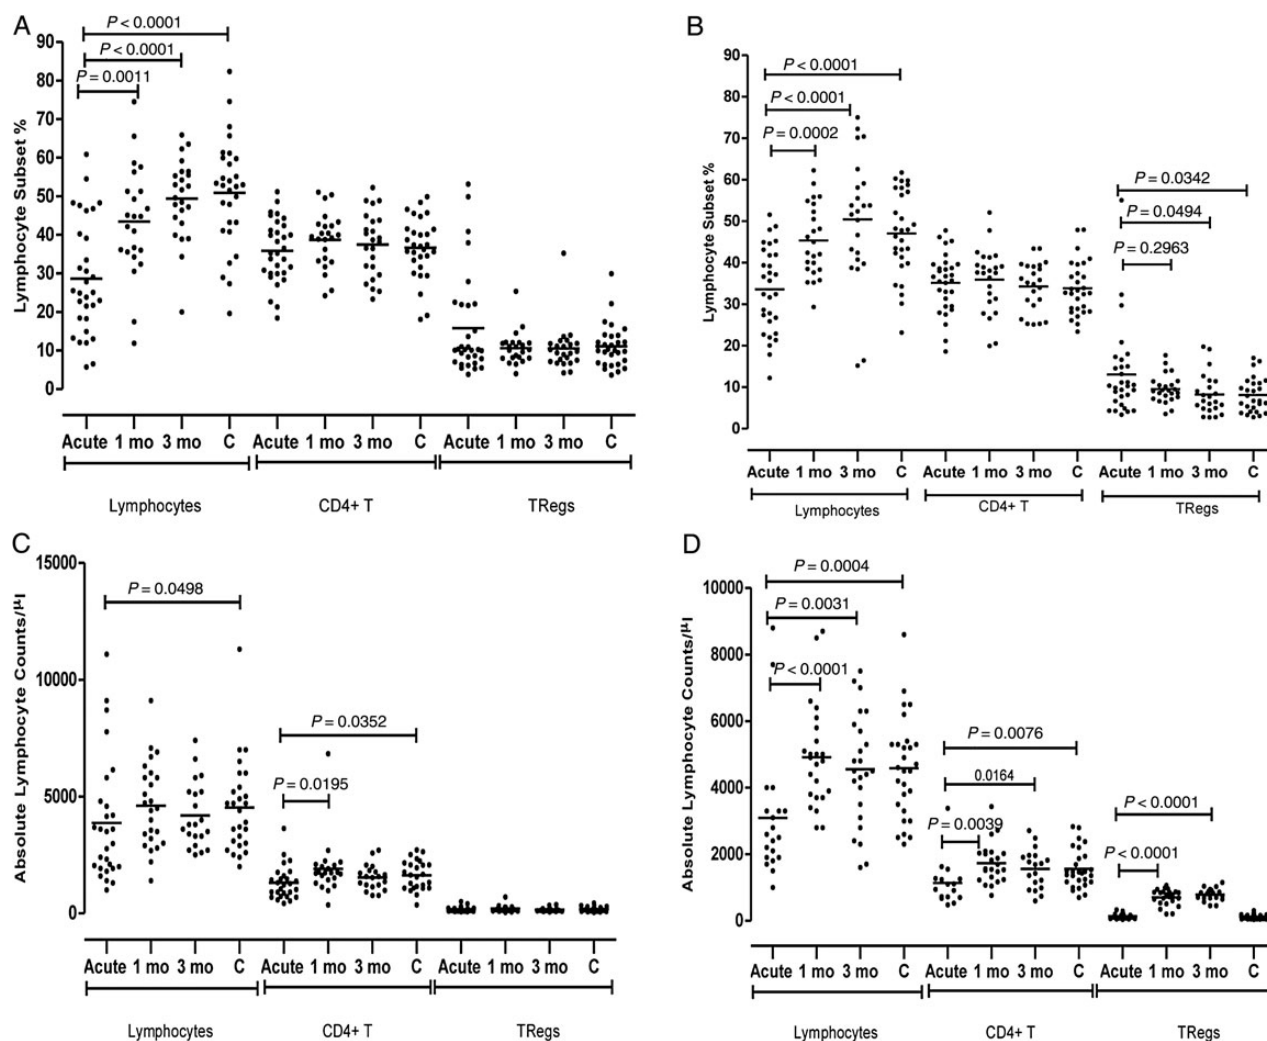 A
P < 0.0001
P < 0.0001
P = 0.0011
Lymphocyte Subset %
90
80
70
60
50
40
30
20
10
0
Acute 1 mo 3 mo C Acute 1 mo 3 mo C Acute 1 mo 3 mo C
Lymphocytes CD4+ T TRegs
B
P < 0.0001
P < 0.0001
P = 0.0002
P = 0.0342
P = 0.0494
P = 0.2963
Lymphocyte Subset %
90
80
70
60
50
40
30
20
10
0
Acute 1 mo 3 mo C Acute 1 mo 3 mo C Acute 1 mo 3 mo C
Lymphocytes CD4+ T TRegs
C
P = 0.0498
P = 0.0352
P = 0.0195
Absolute Lymphocyte Counts/µl
15000
10000
5000
0
Acute 1 mo 3 mo C Acute 1 mo 3 mo C Acute 1 mo 3 mo C
Lymphocytes CD4+ T TRegs
D
P = 0.0004
P = 0.0031
P < 0.0001
P = 0.0076
0.0164
P = 0.0039
P < 0.0001
P < 0.0001
Absolute Lymphocyte Counts/µl
10000
8000
6000
4000
2000
0
Acute 1 mo 3 mo C Acute 1 mo 3 mo C Acute 1 mo 3 mo C
Lymphocytes CD4+ T TRegs